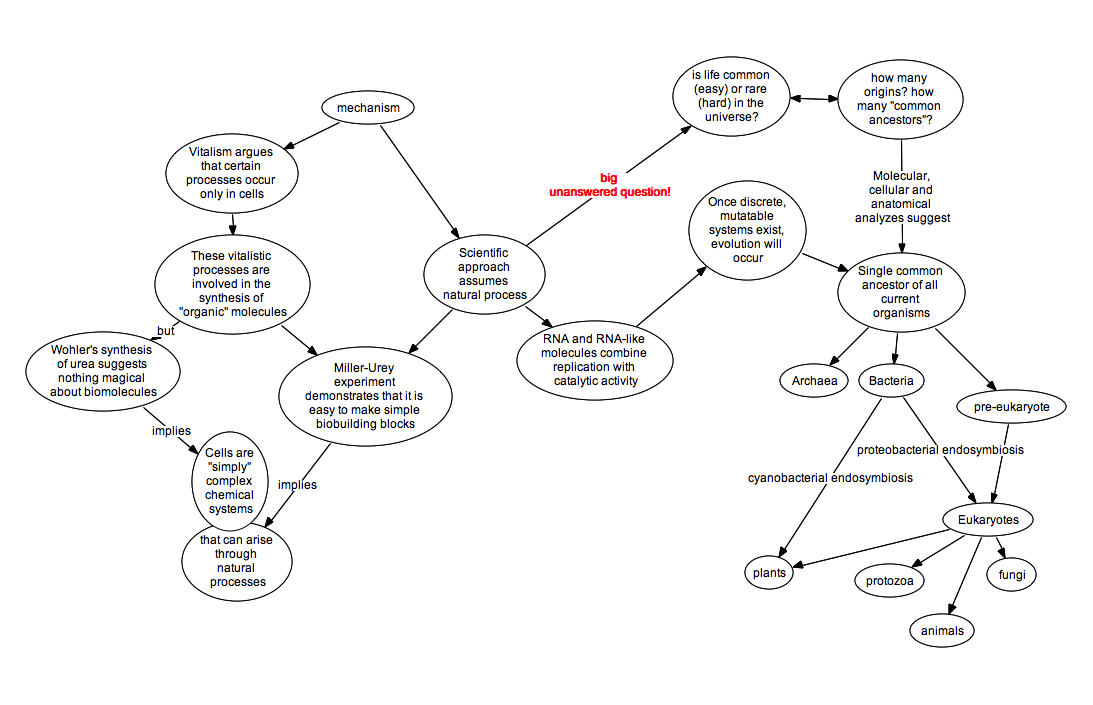 mechanism
Vitalism argues
that certain
processes occur
only in cells
These vitalistic
processes are
involved in the
synthesis of
"organic" molecules
but
Wohler's synthesis
of urea suggests
nothing magical
about biomolecules
implies
Cells are
"simply"
complex
chemical
systems
that can arise
through
natural
processes
implies
Miller-Urey
experiment
demonstrates that it is
easy to make simple
biobuilding blocks
Scientific
approach
assumes
natural process
big
unanswered question!
is life common
(easy) or rare
(hard) in the
universe?
how many
origins? how
many "common
ancestors"?
Molecular,
cellular and
anatomical
analyzes suggest
RNA and RNA-like
molecules combine
replication with
catalytic activity
Once discrete,
mutatable
systems exist,
evolution will
occur
Single common
ancestor of all
current
organisms
Archaea
Bacteria
pre-eukaryote
proteobacterial endosymbiosis
cyanobacterial endosymbiosis
Eukaryotes
plants
protozoa
fungi
animals